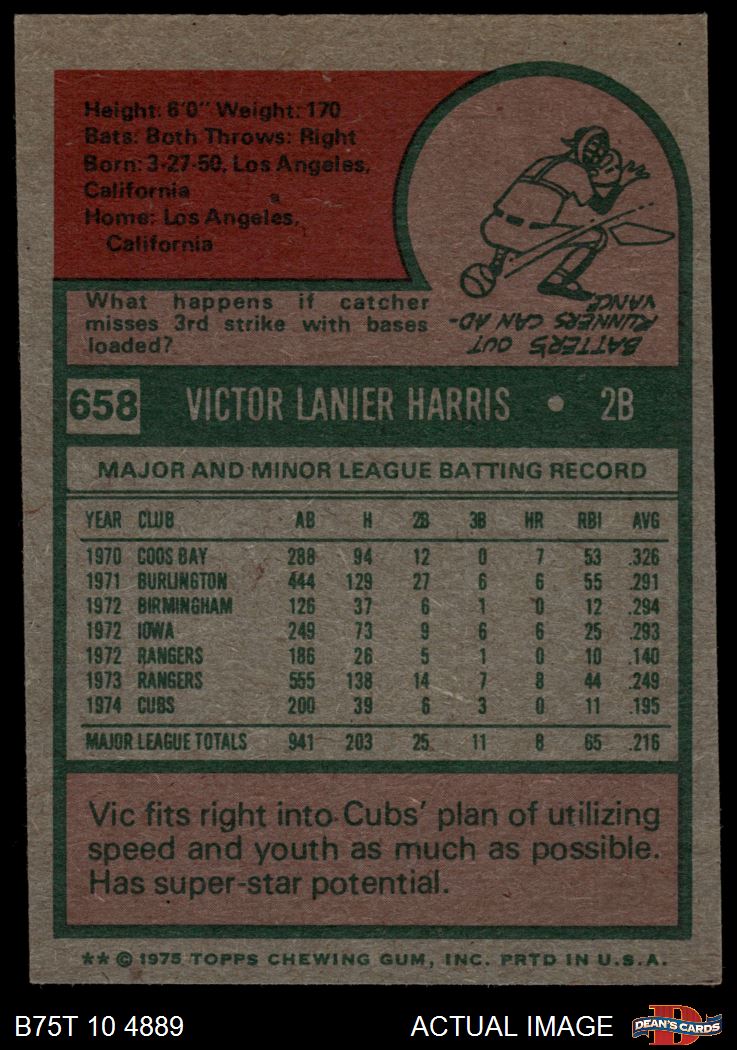 Height: 6'0" Weight: 170
Bats: Both Throws: Right
Born: 3-27-50, Los Angeles,
California
Home: Los Angeles,
California
What happens if catcher
misses 3rd strike with bases
loaded?
BATTER'S OUT
RUNNERS CAN AD-
VANCE.
658 VICTOR LANIER HARRIS • 2B
MAJOR AND MINOR LEAGUE BATTING RECORD
YEAR CLUB AB H 2B 3B HR RBI AVG
1970 COOS BAY 288 94 12 0 7 53 .326
1971 BURLINGTON 444 129 27 6 6 55 .291
1972 BIRMINGHAM 126 37 6 1 0 12 .294
1972 IOWA 249 73 9 6 6 25 .293
1972 RANGERS 186 26 5 1 0 10 .140
1973 RANGERS 555 138 14 7 8 44 .249
1974 CUBS 200 39 6 3 0 11 .195
MAJOR LEAGUE TOTALS 941 203 25 11 8 65 .216
Vic fits right into Cubs' plan of utilizing
speed and youth as much as possible.
Has super-star potential.
** © 1975 TOPPS CHEWING GUM, INC. PRTD IN U.S.A.
B75T 10 4889 ACTUAL IMAGE
DEAN'S CARDS